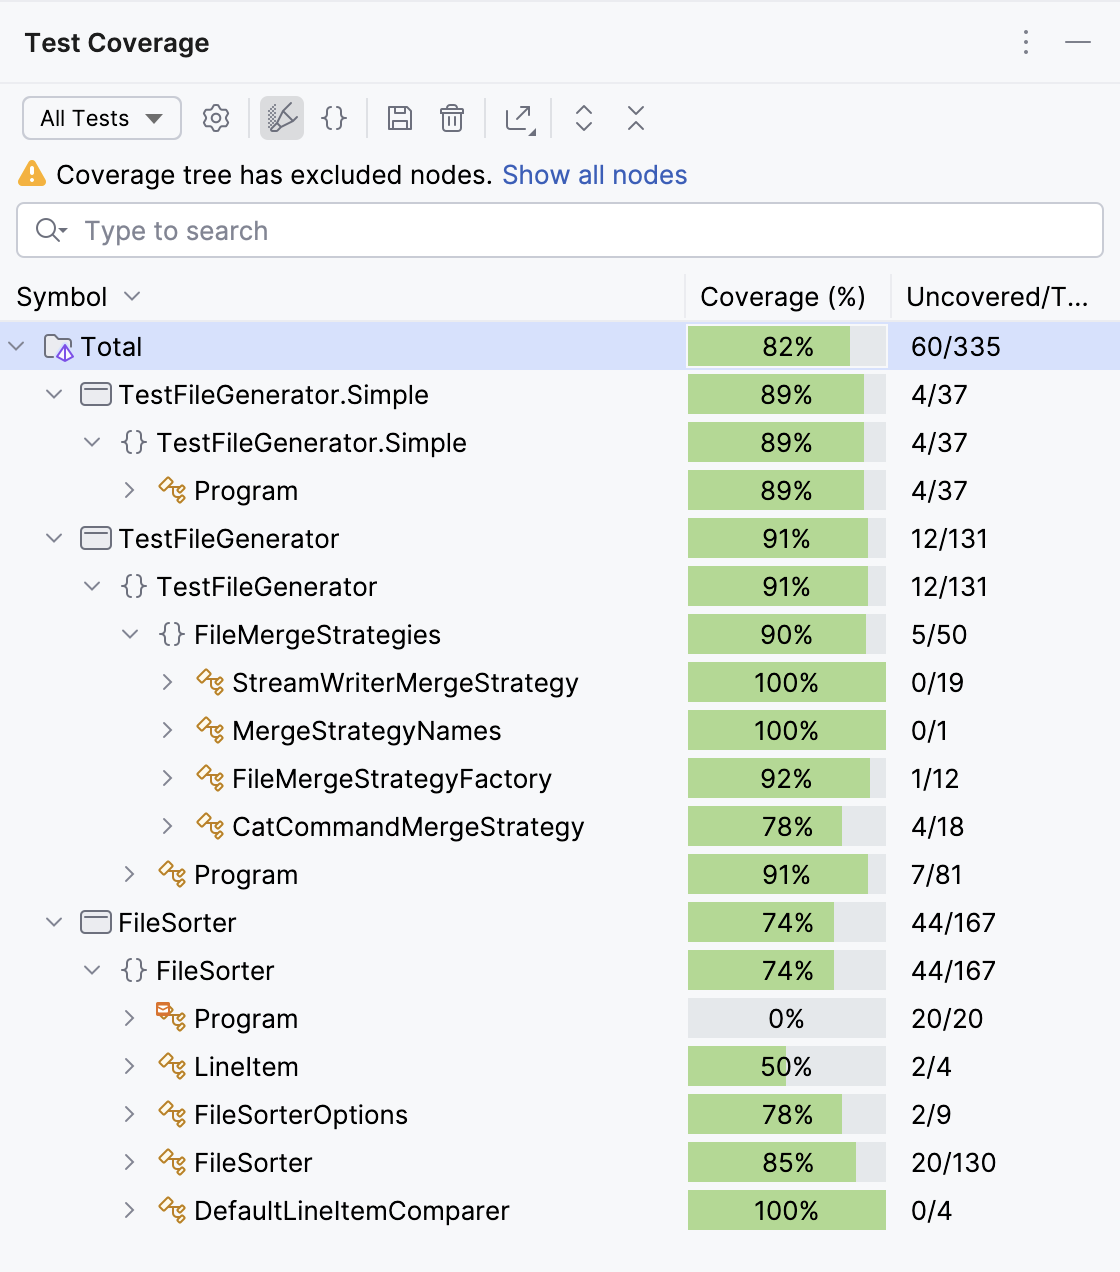 Test Coverage
All Tests
Coverage tree has excluded nodes. Show all nodes
Type to search
Symbol Coverage (%) Uncovered/T...
Total 82% 60/335
TestFileGenerator.Simple 89% 4/37
{} TestFileGenerator.Simple 89% 4/37
Program 89% 4/37
TestFileGenerator 91% 12/131
{} TestFileGenerator 91% 12/131
{} FileMergeStrategies 90% 5/50
StreamWriterMergeStrategy 100% 0/19
MergeStrategyNames 100% 0/1
FileMergeStrategyFactory 92% 1/12
CatCommandMergeStrategy 78% 4/18
Program 91% 7/81
FileSorter 74% 44/167
{} FileSorter 74% 44/167
Program 0% 20/20
LineItem 50% 2/4
FileSorterOptions 78% 2/9
FileSorter 85% 20/130
DefaultLineItemComparer 100% 0/4